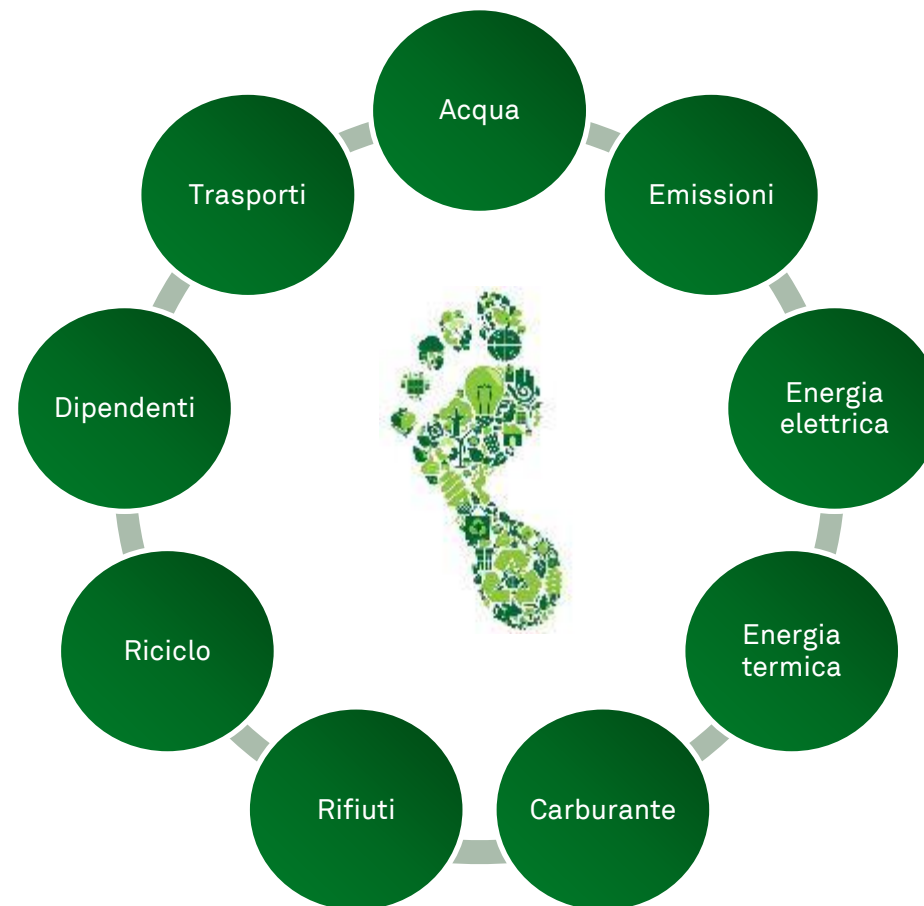 Acqua
Emissioni
Energia
elettrica
Energia
termica
Carburante
Rifiuti
Riciclo
Dipendenti
Trasporti